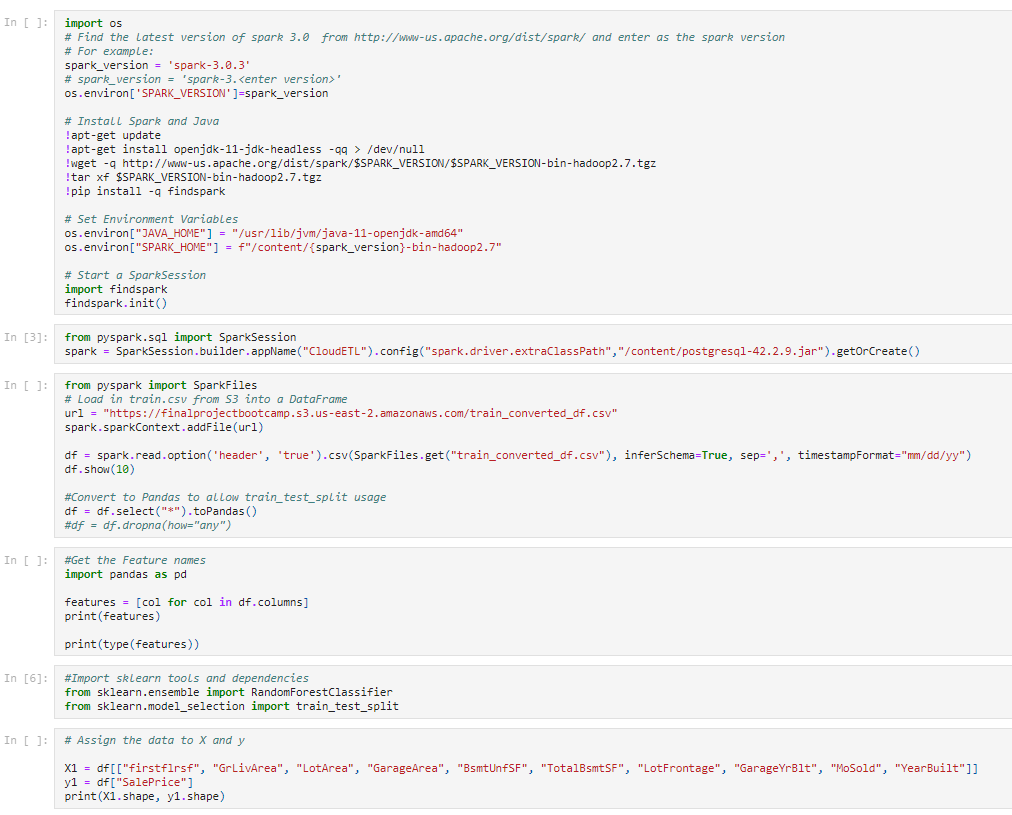 In [ ]:
import os
# Find the latest version of spark 3.0  from http://www-us.apache.org/dist/spark/ and enter as the spark version
# For example:
spark_version = 'spark-3.0.3'
# spark_version = 'spark-3.<enter version>'
os.environ['SPARK_VERSION']=spark_version
# Install Spark and Java
!apt-get update
!apt-get install openjdk-11-jdk-headless -qq > /dev/null
!wget -q http://www-us.apache.org/dist/spark/$SPARK_VERSION/$SPARK_VERSION-bin-hadoop2.7.tgz
!tar xf $SPARK_VERSION-bin-hadoop2.7.tgz
!pip install -q findspark
# Set Environment Variables
os.environ["JAVA_HOME"] = "/usr/lib/jvm/java-11-openjdk-amd64"
os.environ["SPARK_HOME"] = f"/content/{spark_version}-bin-hadoop2.7"
# Start a SparkSession
import findspark
findspark.init()
In [3]:
from pyspark.sql import SparkSession
spark = SparkSession.builder.appName("CloudETL").config("spark.driver.extraClassPath","/content/postgresql-42.2.9.jar").getOrCreate()
In [ ]:
from pyspark import SparkFiles
# Load in train.csv from S3 into a DataFrame
url = "https://finalprojectbootcamp.s3.us-east-2.amazonaws.com/train_converted_df.csv"
spark.sparkContext.addFile(url)
df = spark.read.option('header', 'true').csv(SparkFiles.get("train_converted_df.csv"), inferSchema=True, sep=',', timestampFormat="mm/dd/yy")
df.show(10)
#Convert to Pandas to allow train_test_split usage
df = df.select("*").toPandas()
#df = df.dropna(how="any")
In [ ]:
#Get the Feature names
import pandas as pd
features = [col for col in df.columns]
print(features)
print(type(features))
In [6]:
#Import sklearn tools and dependencies
from sklearn.ensemble import RandomForestClassifier
from sklearn.model_selection import train_test_split
In [ ]:
# Assign the data to X and y
X1 = df[["firstflrsf", "GrLivArea", "LotArea", "GarageArea", "BsmtUnfSF", "TotalBsmtSF", "LotFrontage", "GarageYrBlt", "MoSold", "YearBuilt"]]
y1 = df["SalePrice"]
print(X1.shape, y1.shape)